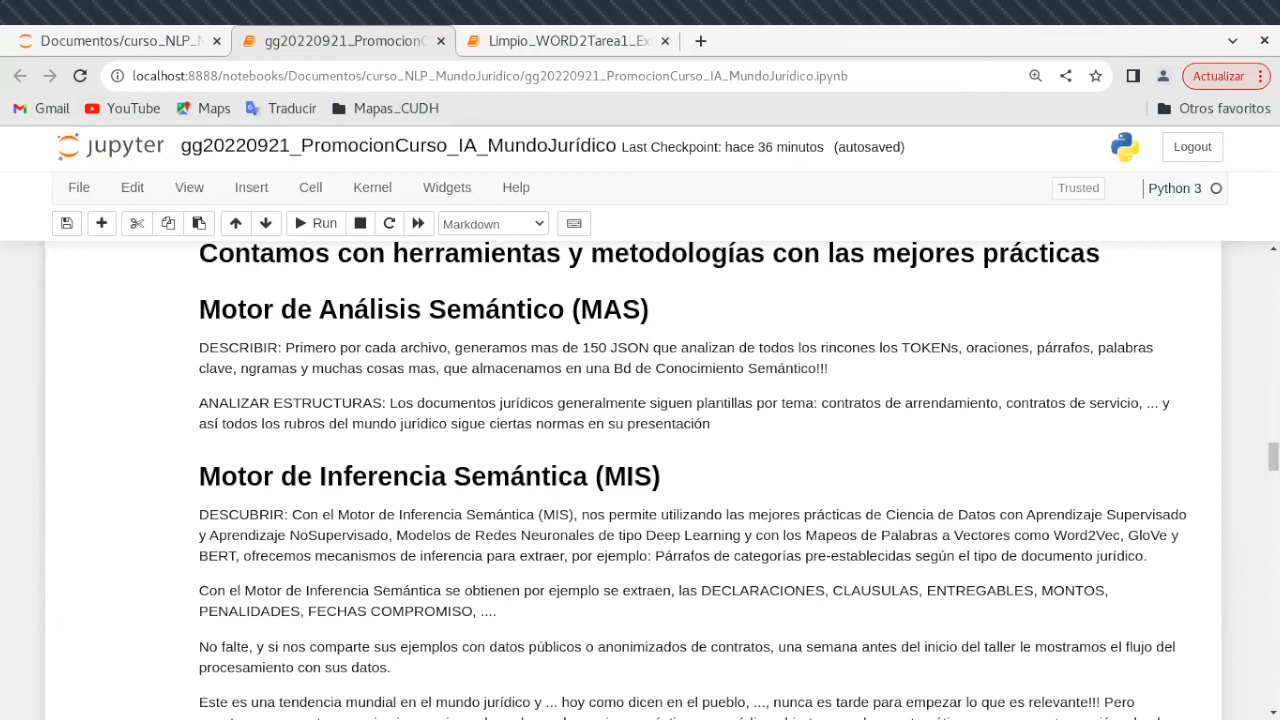 Documentos/curso_NLP_M
gg20220921_PromocionC
Limpio_WORD2Tarea1_Ex
localhost:8888/notebooks/Documentos/curso_NLP_MundoJuridico/gg20220921_PromocionCurso_IA_MundoJurídico.ipynb
Actualizar
Gmail YouTube Maps Traducir Mapas_CUDH Otros favoritos
jupyter gg20220921_PromocionCurso_IA_MundoJurídico Last Checkpoint: hace 36 minutos (autosaved) Logout
File Edit View Insert Cell Kernel Widgets Help Trusted Python 3
Run Markdown
Contamos con herramientas y metodologías con las mejores prácticas
Motor de Análisis Semántico (MAS)
DESCRIBIR: Primero por cada archivo, generamos mas de 150 JSON que analizan de todos los rincones los TOKENs, oraciones, párrafos, palabras
clave, ngramas y muchas cosas mas, que almacenamos en una Bd de Conocimiento Semántico!!!
ANALIZAR ESTRUCTURAS: Los documentos jurídicos generalmente siguen plantillas por tema: contratos de arrendamiento, contratos de servicio, ... y
así todos los rubros del mundo jurídico sigue ciertas normas en su presentación
Motor de Inferencia Semántica (MIS)
DESCUBRIR: Con el Motor de Inferencia Semántica (MIS), nos permite utilizando las mejores prácticas de Ciencia de Datos con Aprendizaje Supervisado
y Aprendizaje NoSupervisado, Modelos de Redes Neuronales de tipo Deep Learning y con los Mapeos de Palabras a Vectores como Word2Vec, GloVe y
BERT, ofrecemos mecanismos de inferencia para extraer, por ejemplo: Párrafos de categorías pre-establecidas según el tipo de documento jurídico.
Con el Motor de Inferencia Semántica se obtienen por ejemplo se extraen, las DECLARACIONES, CLAUSULAS, ENTREGABLES, MONTOS,
PENALIDADES, FECHAS COMPROMISO, ....
No falte, y si nos comparte sus ejemplos con datos públicos o anonimizados de contratos, una semana antes del inicio del taller le mostramos el flujo del
procesamiento con sus datos.
Este es una tendencia mundial en el mundo jurídico y ... hoy como dicen en el pueblo, ..., nunca es tarde para empezar lo que es relevante!!! Pero